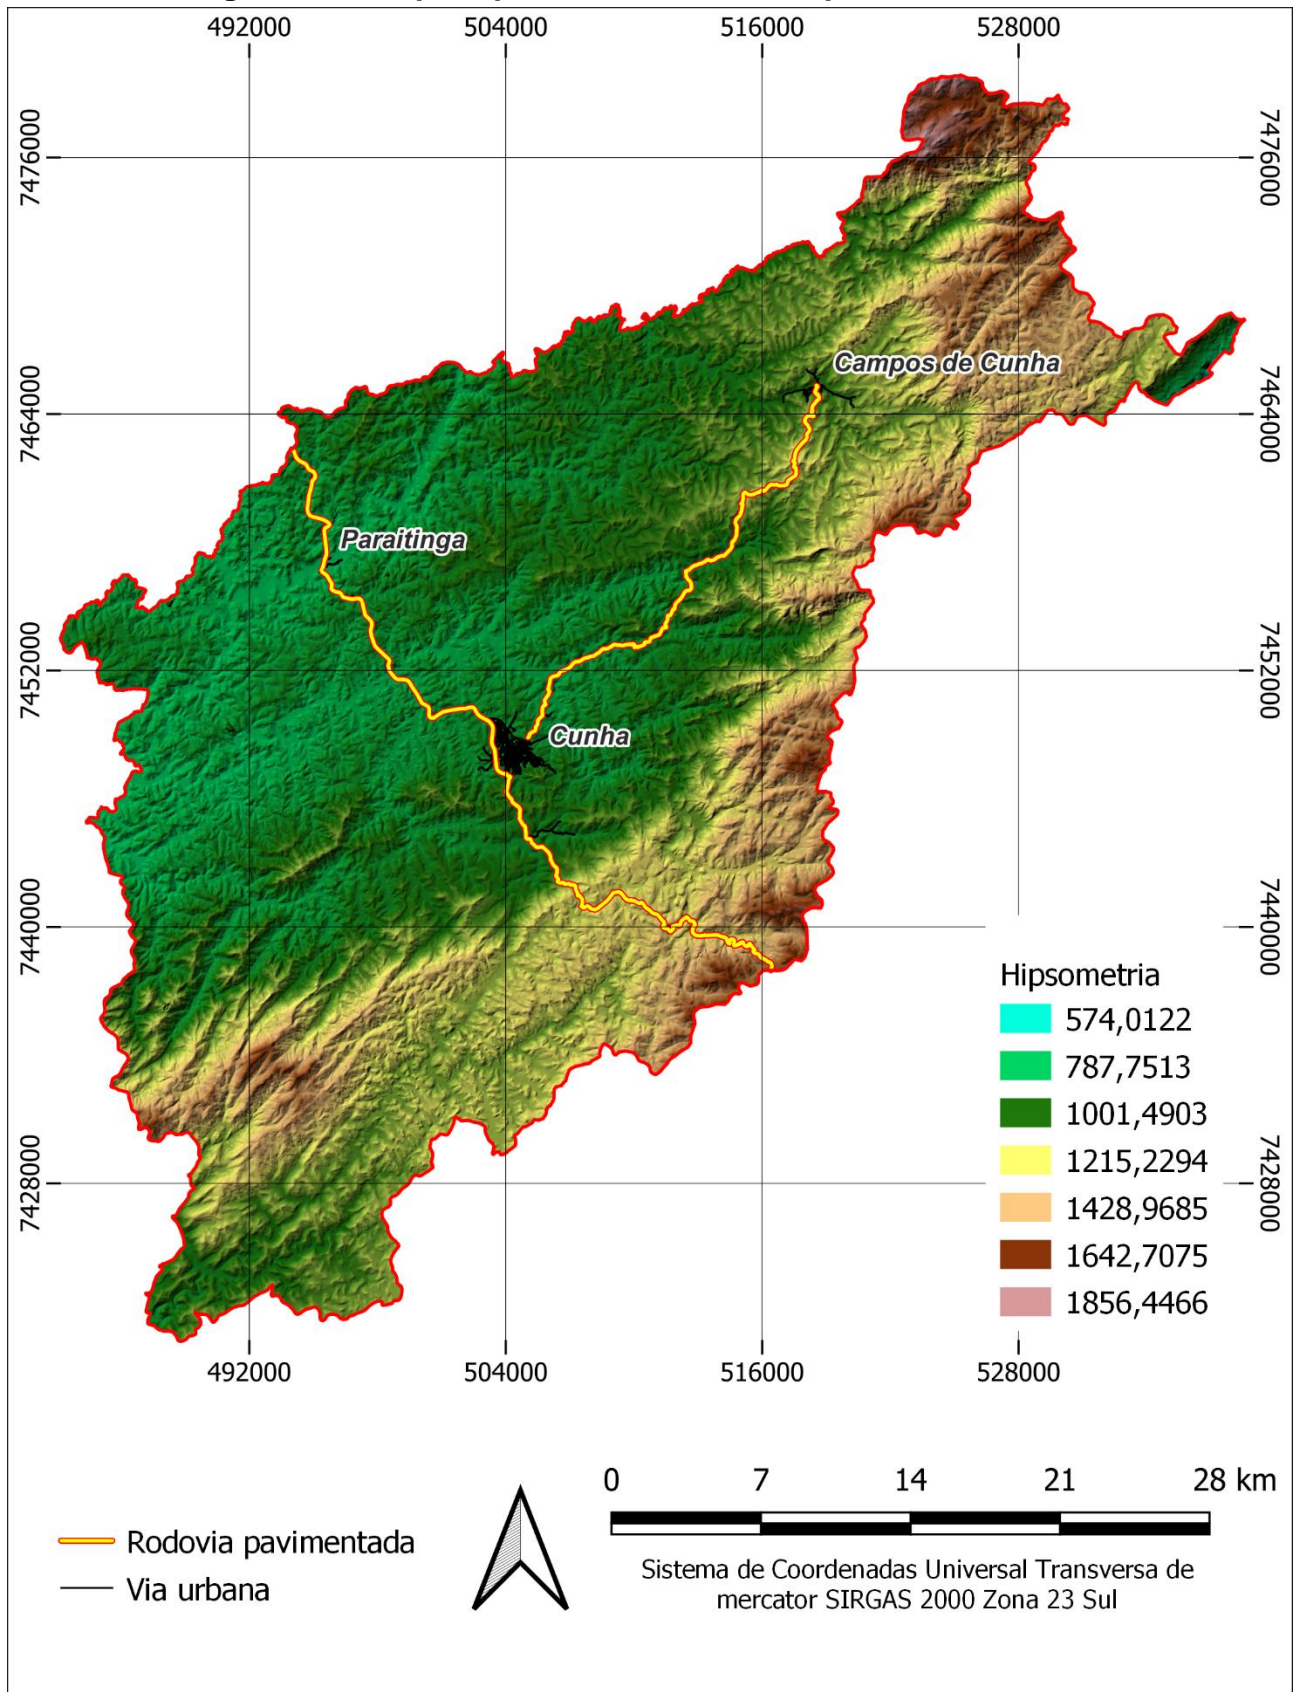 492000
504000
516000
528000
7476000
7476000
Campos de Cunha
7464000
7464000
Paraitinga
7452000
7452000
Cunha
7440000
7440000
Hipsometria
574,0122
787,7513
1001,4903
1215,2294
1428,9685
1642,7075
1856,4466
7428000
7428000
492000
504000
516000
528000
0 7 14 21 28 km
Rodovia pavimentada
Via urbana
Sistema de Coordenadas Universal Transversa de
mercator SIRGAS 2000 Zona 23 Sul